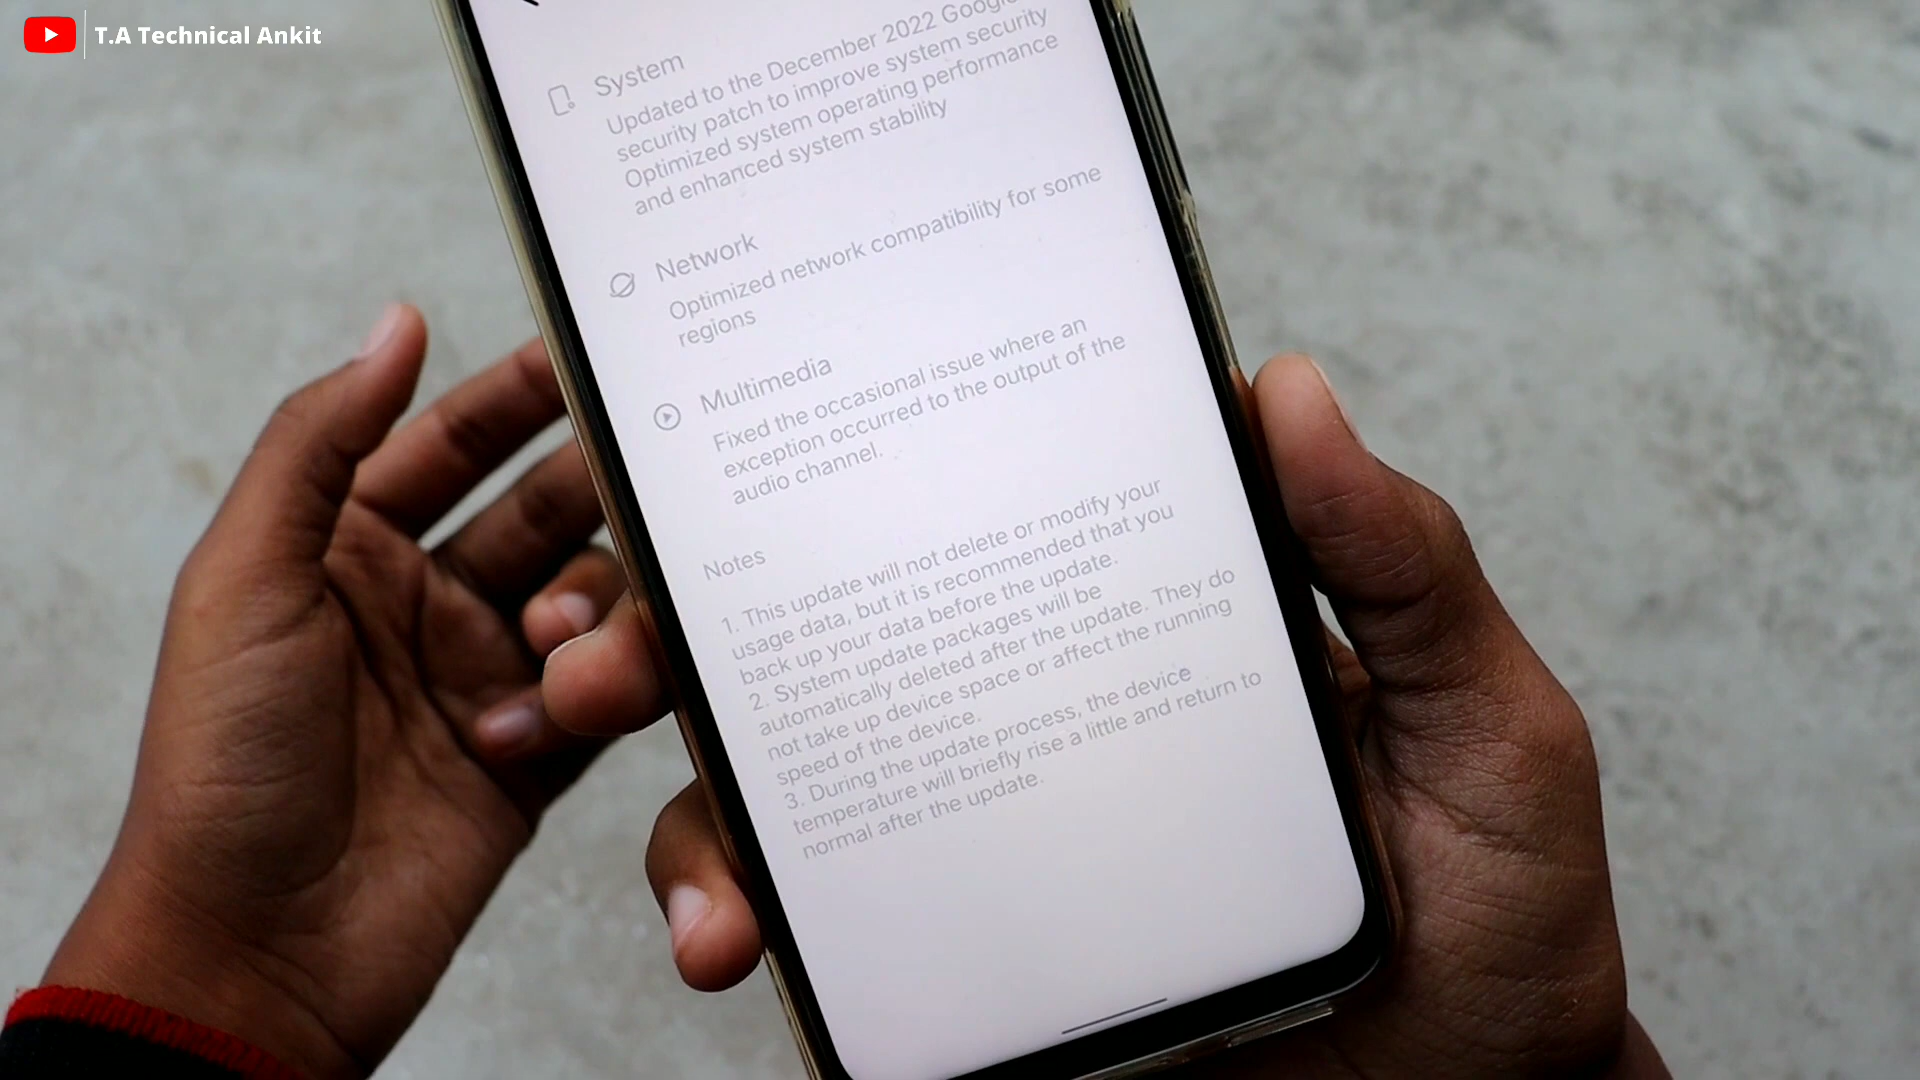 T.A Technical Ankit
System
Updated to the December 2022 Google
security patch to improve system security
Optimized system operating performance
and enhanced system stability
Network
Optimized network compatibility for some
regions
Multimedia
Fixed the occasional issue where an
exception occurred to the output of the
audio channel.
Notes
1. This update will not delete or modify your
usage data, but it is recommended that you
back up your data before the update.
2. System update packages will be
automatically deleted after the update. They do
not take up device space or affect the running
speed of the device.
3. During the update process, the device
temperature will briefly rise a little and return to
normal after the update.